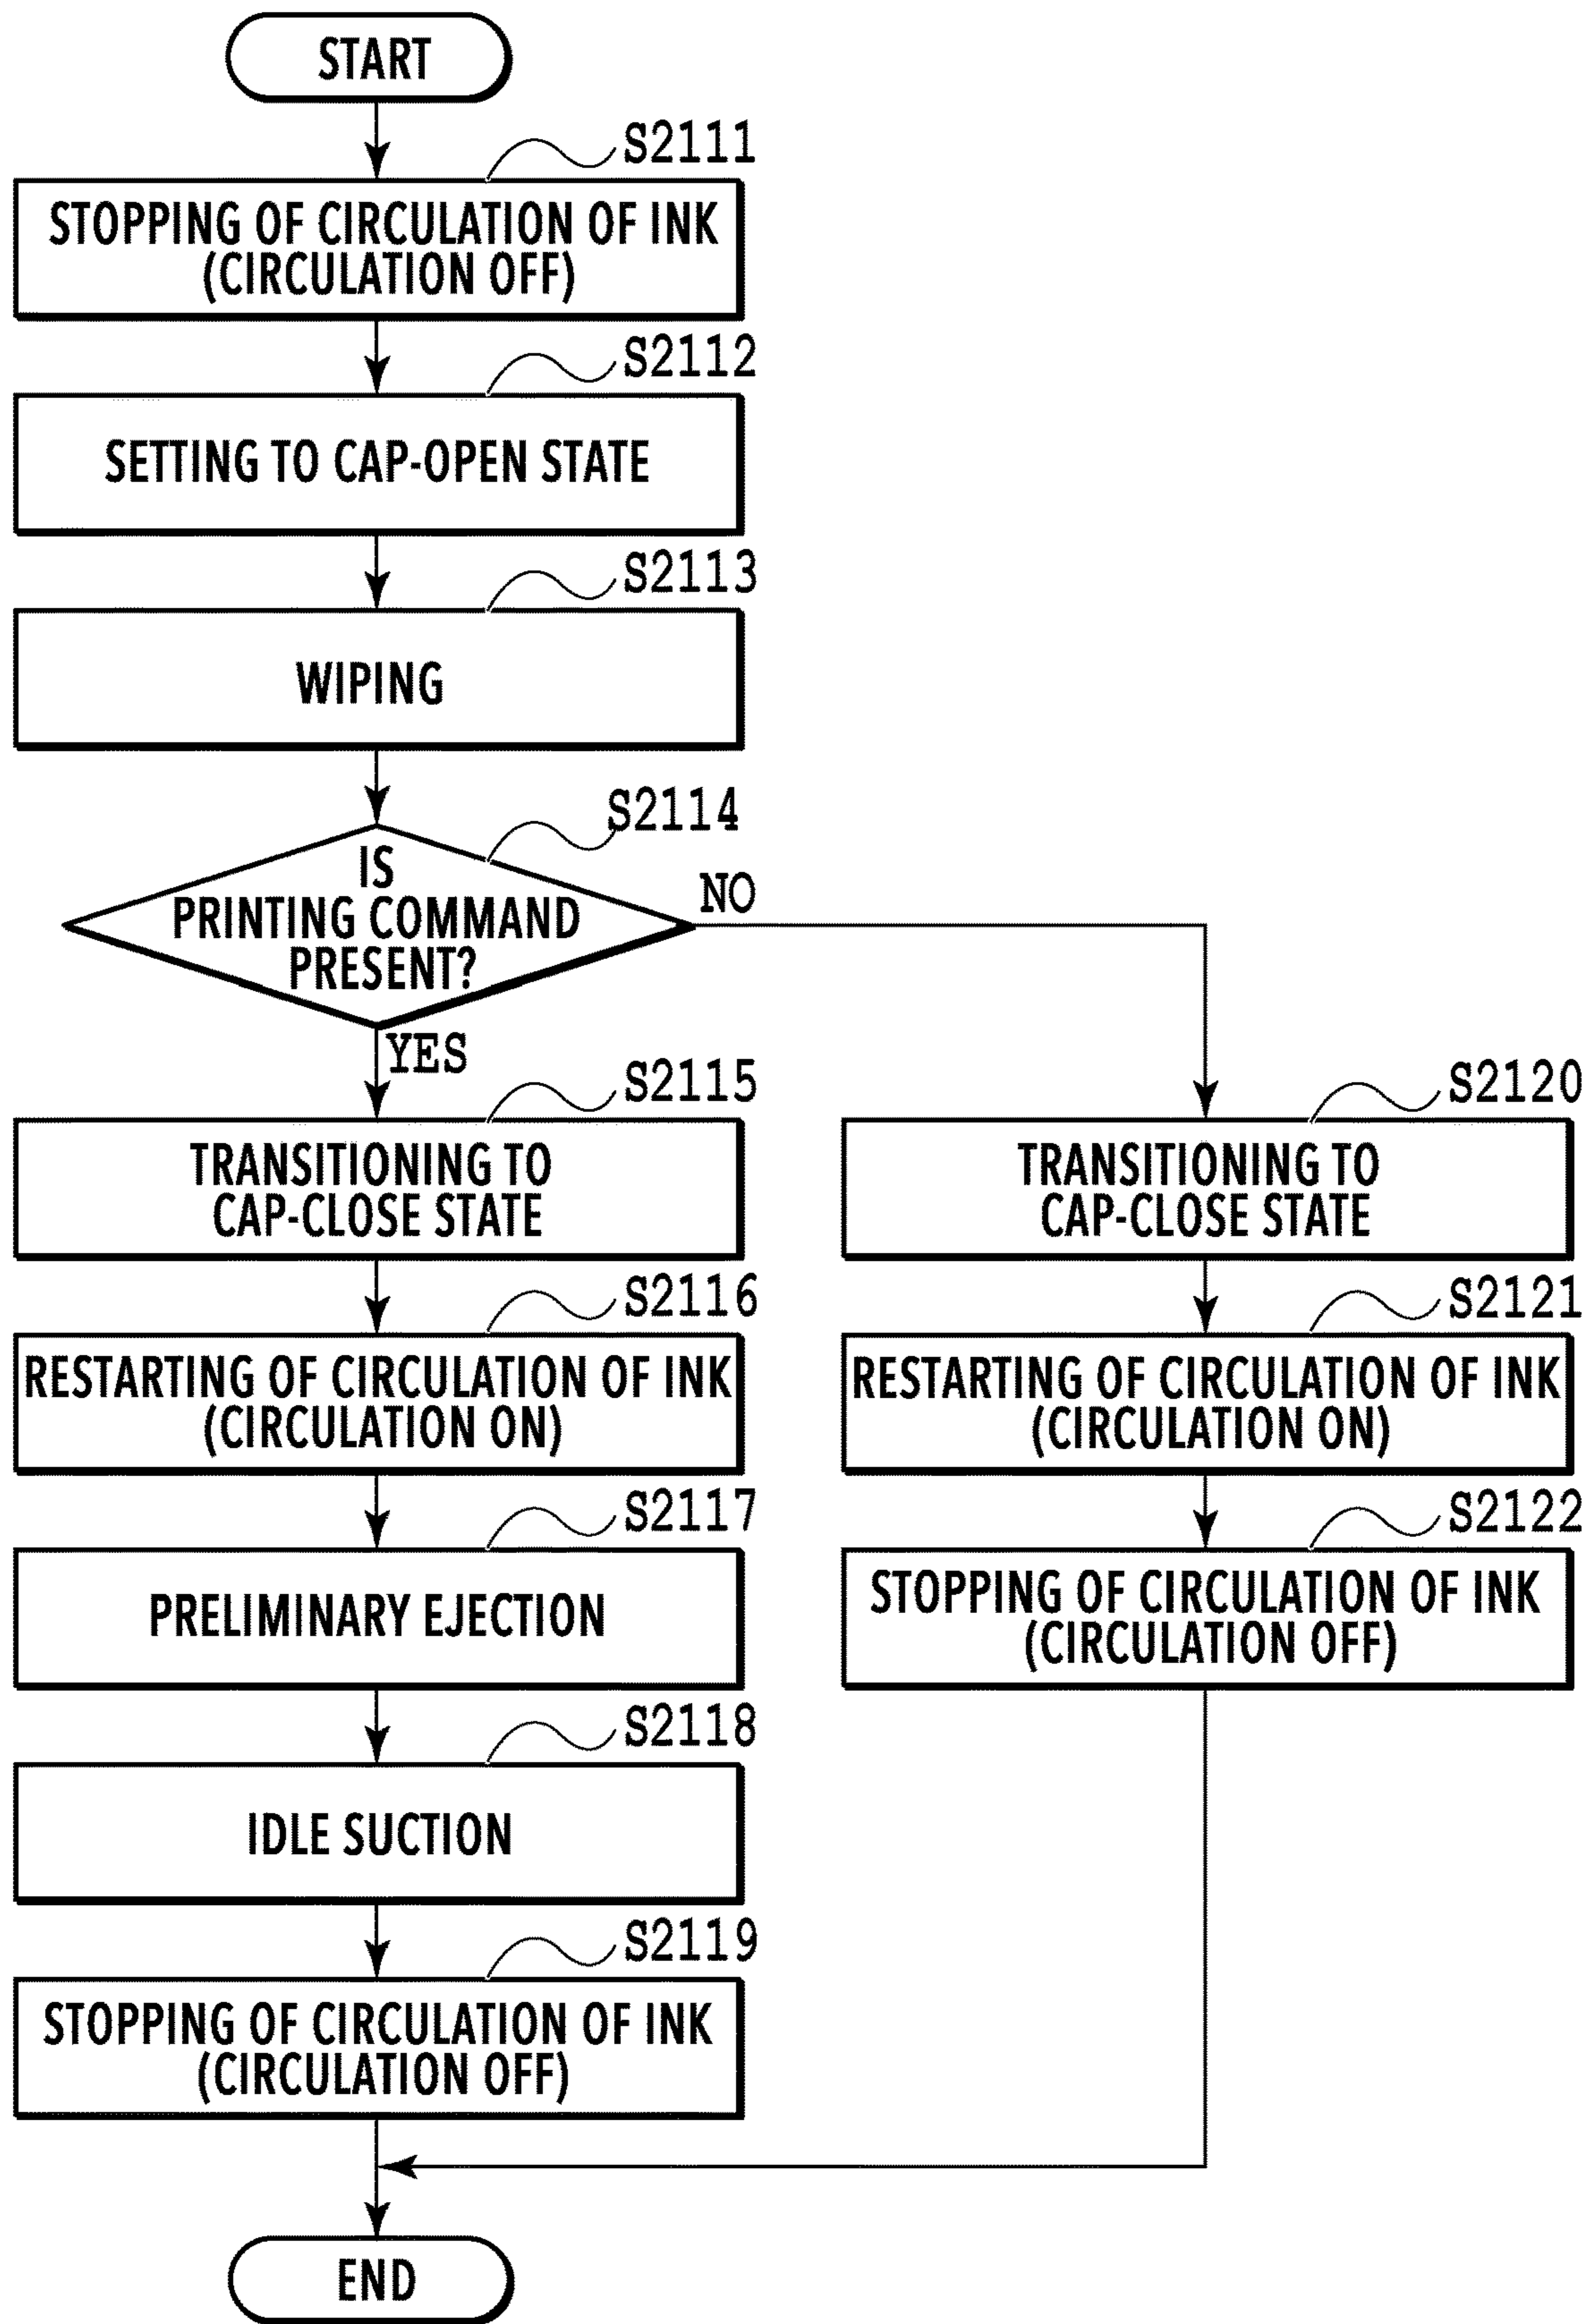 START
S2111
STOPPING OF CIRCULATION OF INK
(CIRCULATION OFF)
S2112
SETTING TO CAP-OPEN STATE
S2113
WIPING
S2114
IS
PRINTING COMMAND
PRESENT?
NO
YES
S2115
TRANSITIONING TO
CAP-CLOSE STATE
S2116
RESTARTING OF CIRCULATION OF INK
(CIRCULATION ON)
S2117
PRELIMINARY EJECTION
S2118
IDLE SUCTION
S2119
STOPPING OF CIRCULATION OF INK
(CIRCULATION OFF)
S2120
TRANSITIONING TO
CAP-CLOSE STATE
S2121
RESTARTING OF CIRCULATION OF INK
(CIRCULATION ON)
S2122
STOPPING OF CIRCULATION OF INK
(CIRCULATION OFF)
END